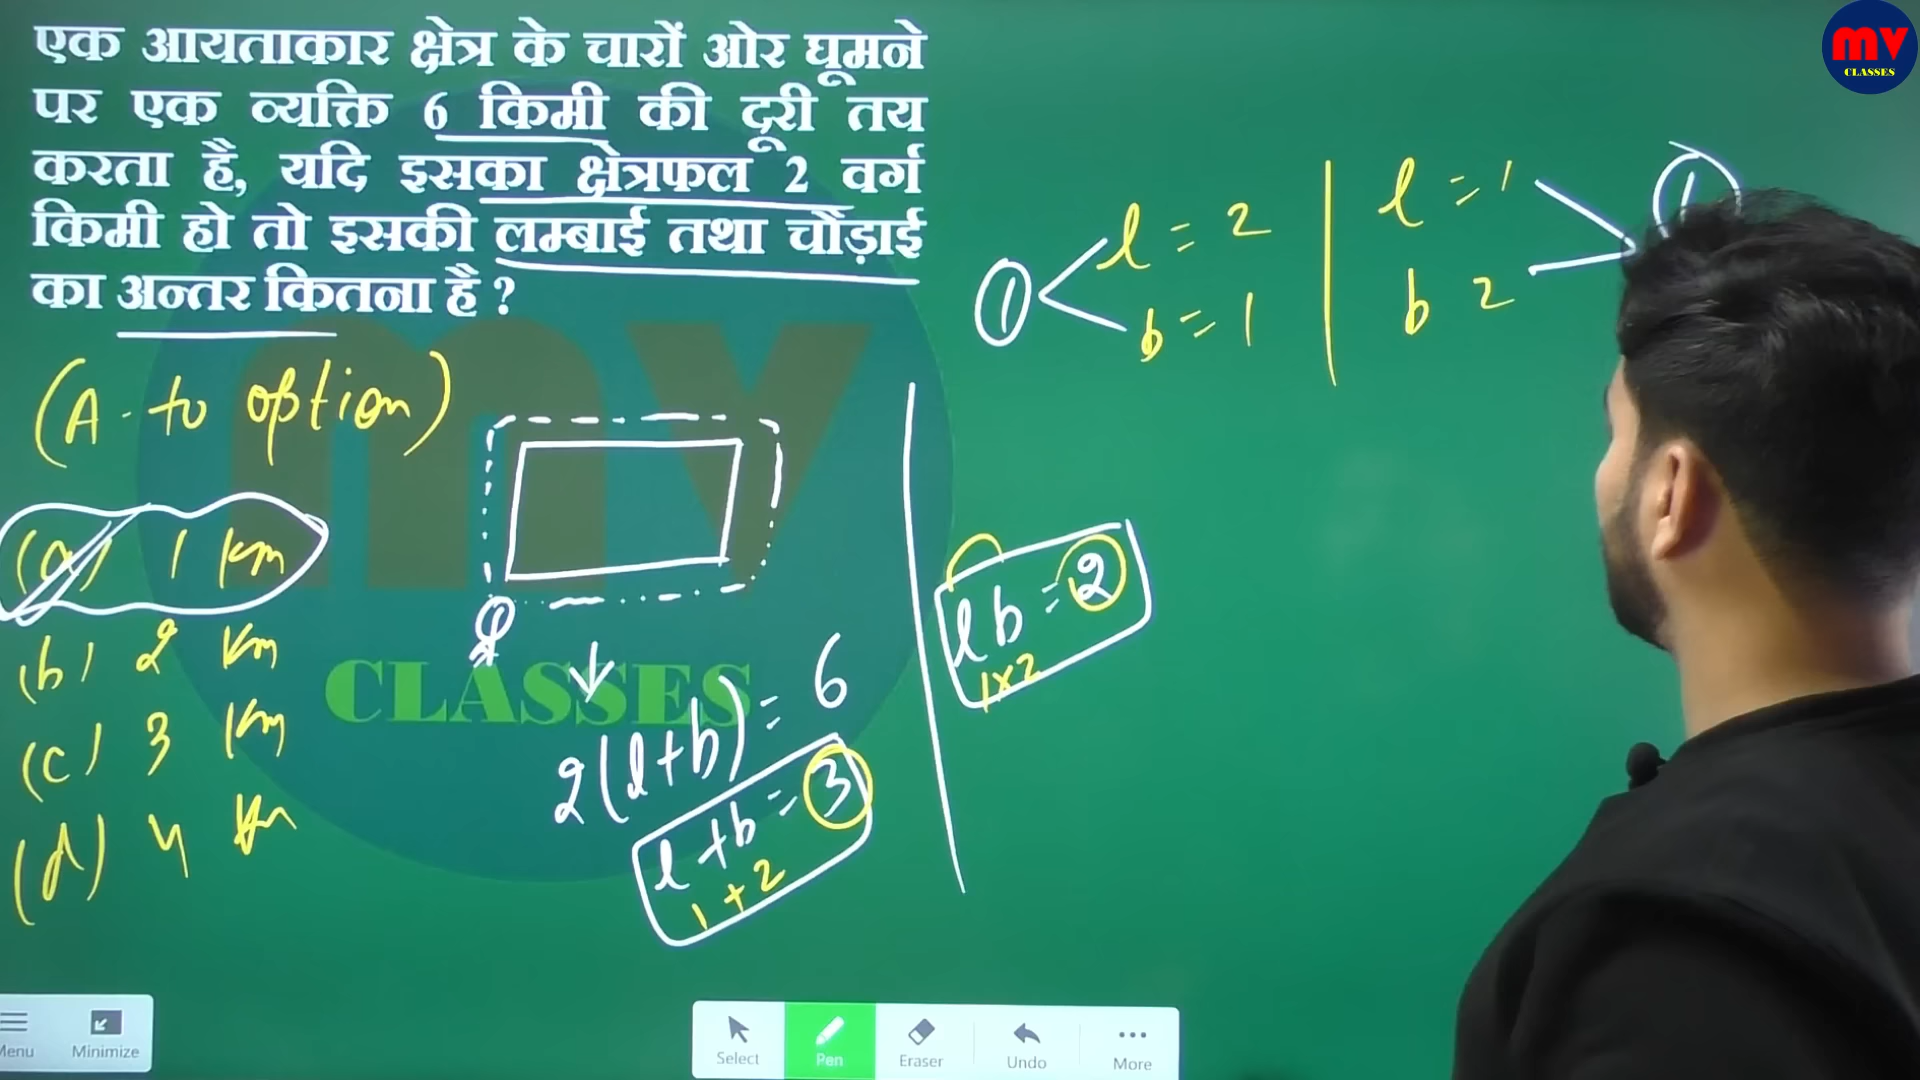 एक आयताकार क्षेत्र के चारों ओर घूमने
पर एक व्यक्ति 6 किमी की दूरी तय
करता है, यदि इसका क्षेत्रफल 2 वर्ग
किमी हो तो इसकी लम्बाई तथा चौड़ाई
का अन्तर कितना है ?
(A - to option)
(a) 1 km
(b) 2 km
(c) 3 km
(d) 4 km
2(l+b) = 6
l + b = 3
1 + 2
lb = 2
1×2
1
l = 2
b = 1
l = 1
b 2
1
mv
CLASSES
mv
CLASSES
Menu
Minimize
Select
Pen
Eraser
Undo
More